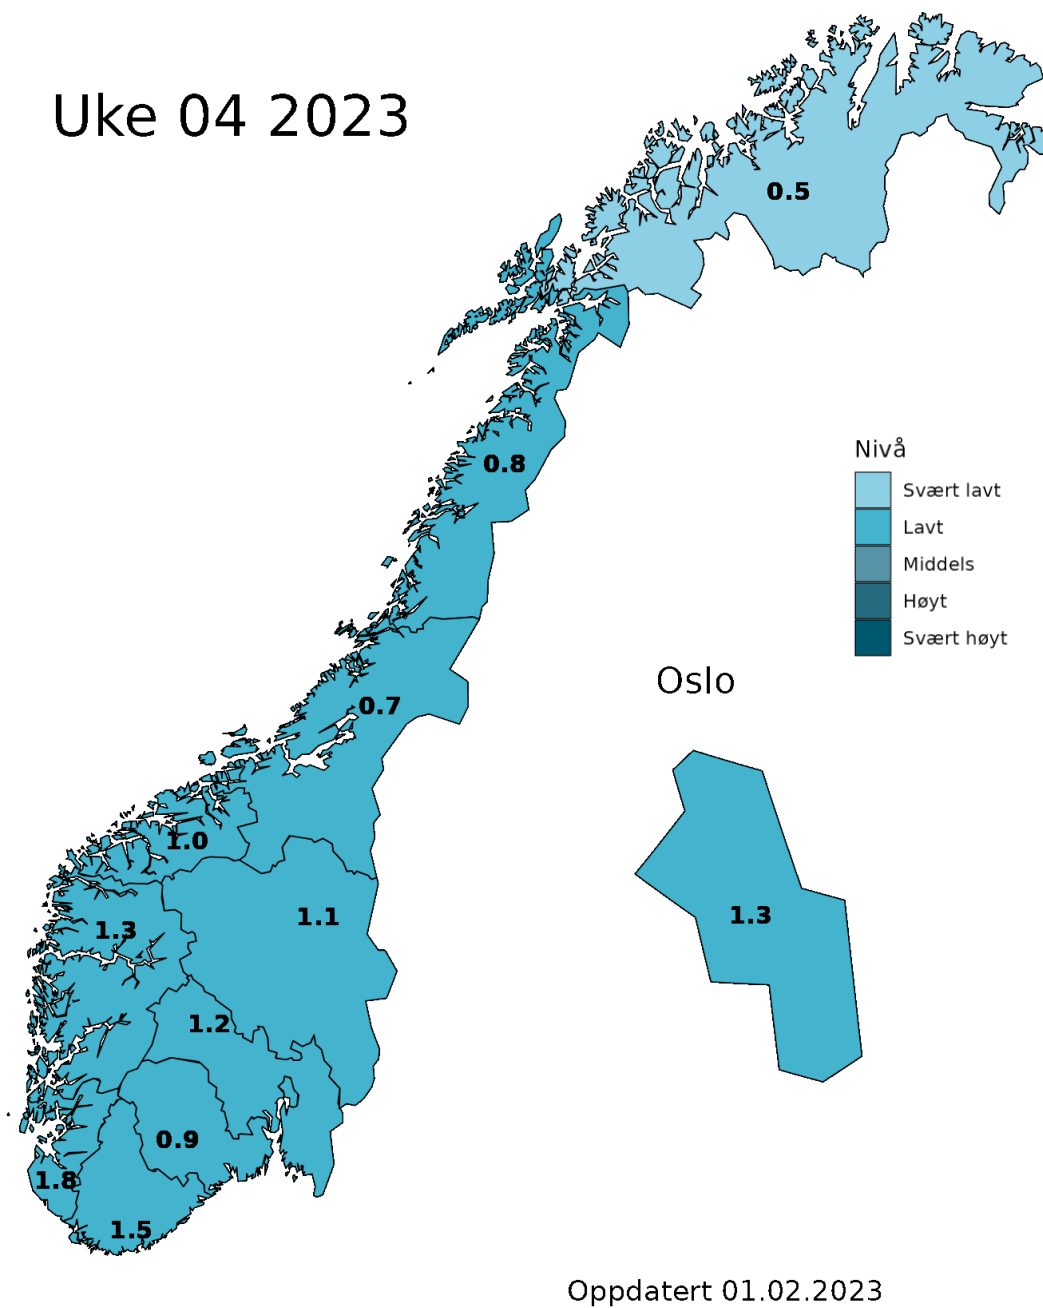 Uke 04 2023
0.5
0.8
Nivå
Svært lavt
Lavt
Middels
Høyt
Svært høyt
Oslo
0.7
1.0
1.3
1.1
1.3
1.2
0.9
1.8
1.5
Oppdatert 01.02.2023